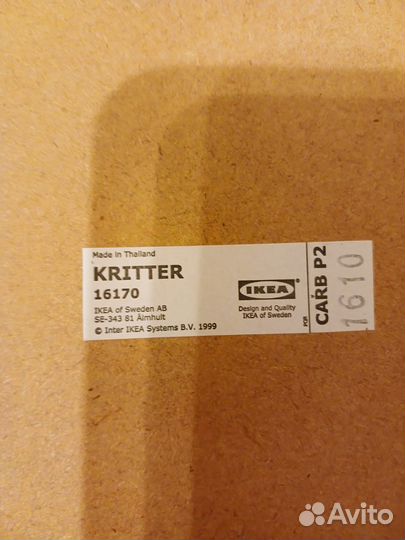 Made in Thailand
KRITTER
16170
IKEA of Sweden AB
SE-343 81 Älmhult
© Inter IKEA Systems B.V. 1999
IKEA
Design and Quality
IKEA of Sweden
PQR
CARB P2
1610
Avito